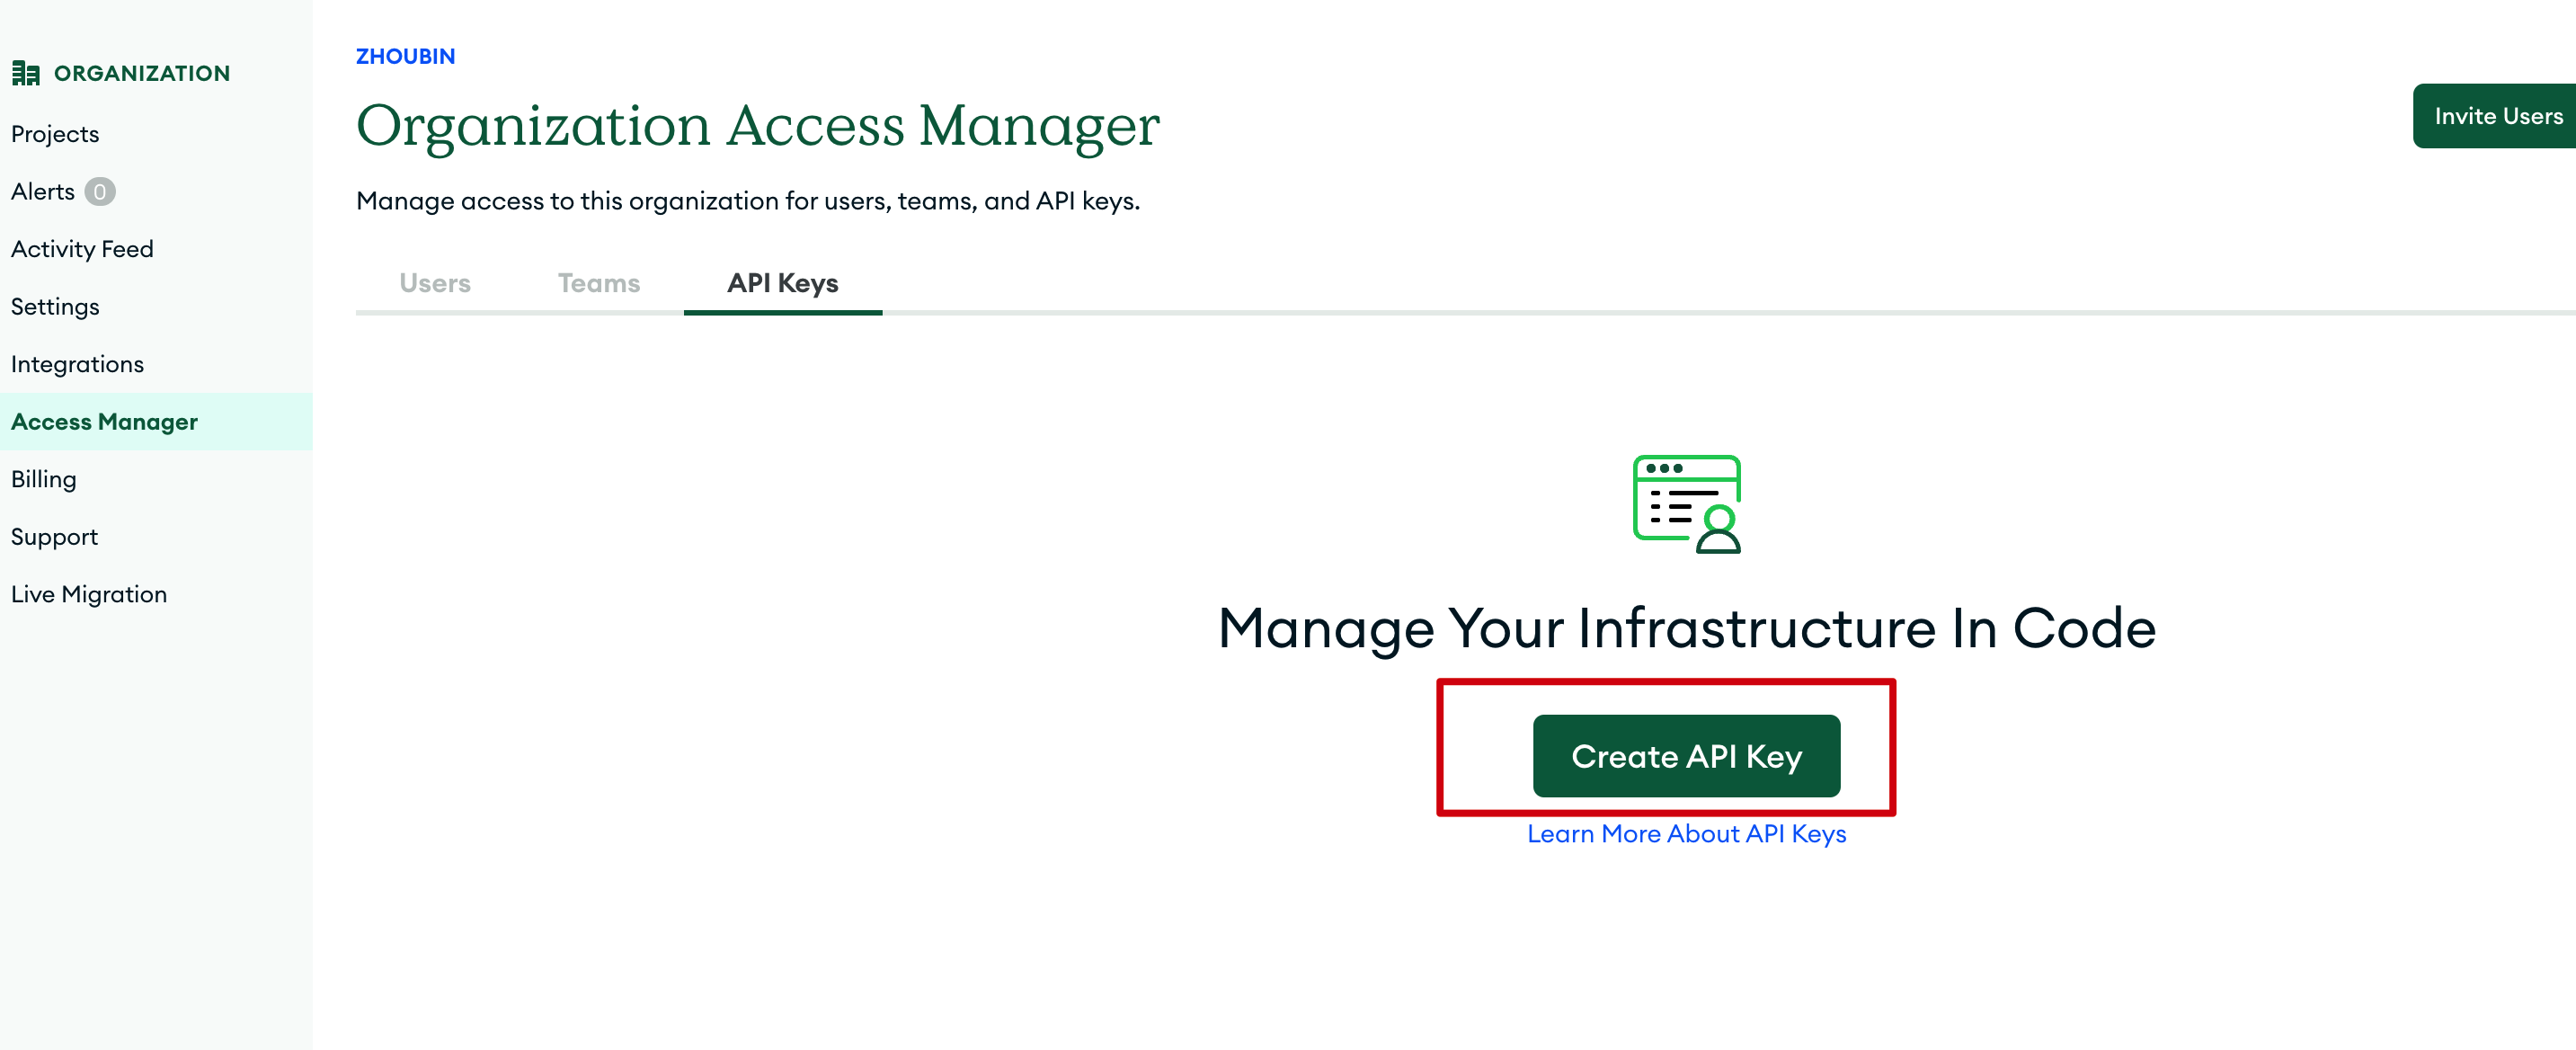 ORGANIZATION
Projects
Alerts 0
Activity Feed
Settings
Integrations
Access Manager
Billing
Support
Live Migration
ZHOUBIN
Organization Access Manager
Invite Users
Manage access to this organization for users, teams, and API keys.
Users Teams API Keys
Manage Your Infrastructure In Code
Create API Key
Learn More About API Keys